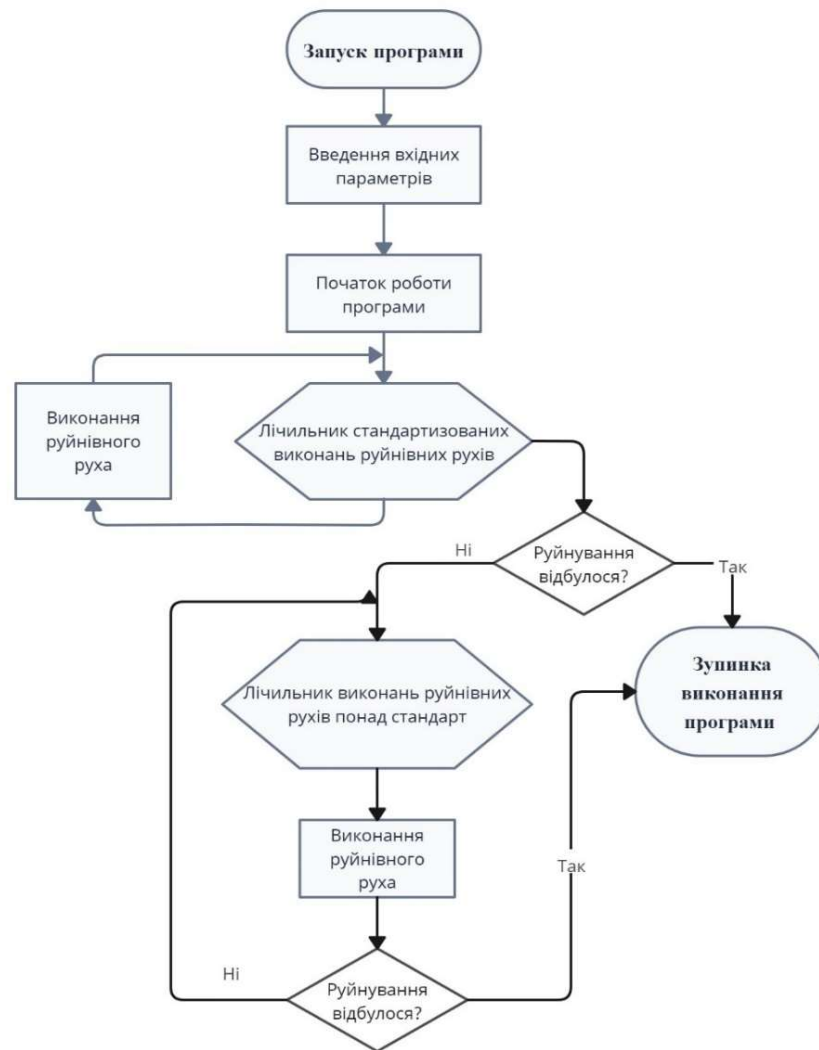 Запуск програми
Введення вхідних
параметрів
Початок роботи
програми
Виконання
руйнівного
руха
Лічильник стандартизованих
виконань руйнівних рухів
Ні
Руйнування
відбулося?
Так
Лічильник виконань руйнівних
рухів понад стандарт
Зупинка
виконання
програми
Виконання
руйнівного
руха
Так
Ні
Руйнування
відбулося?